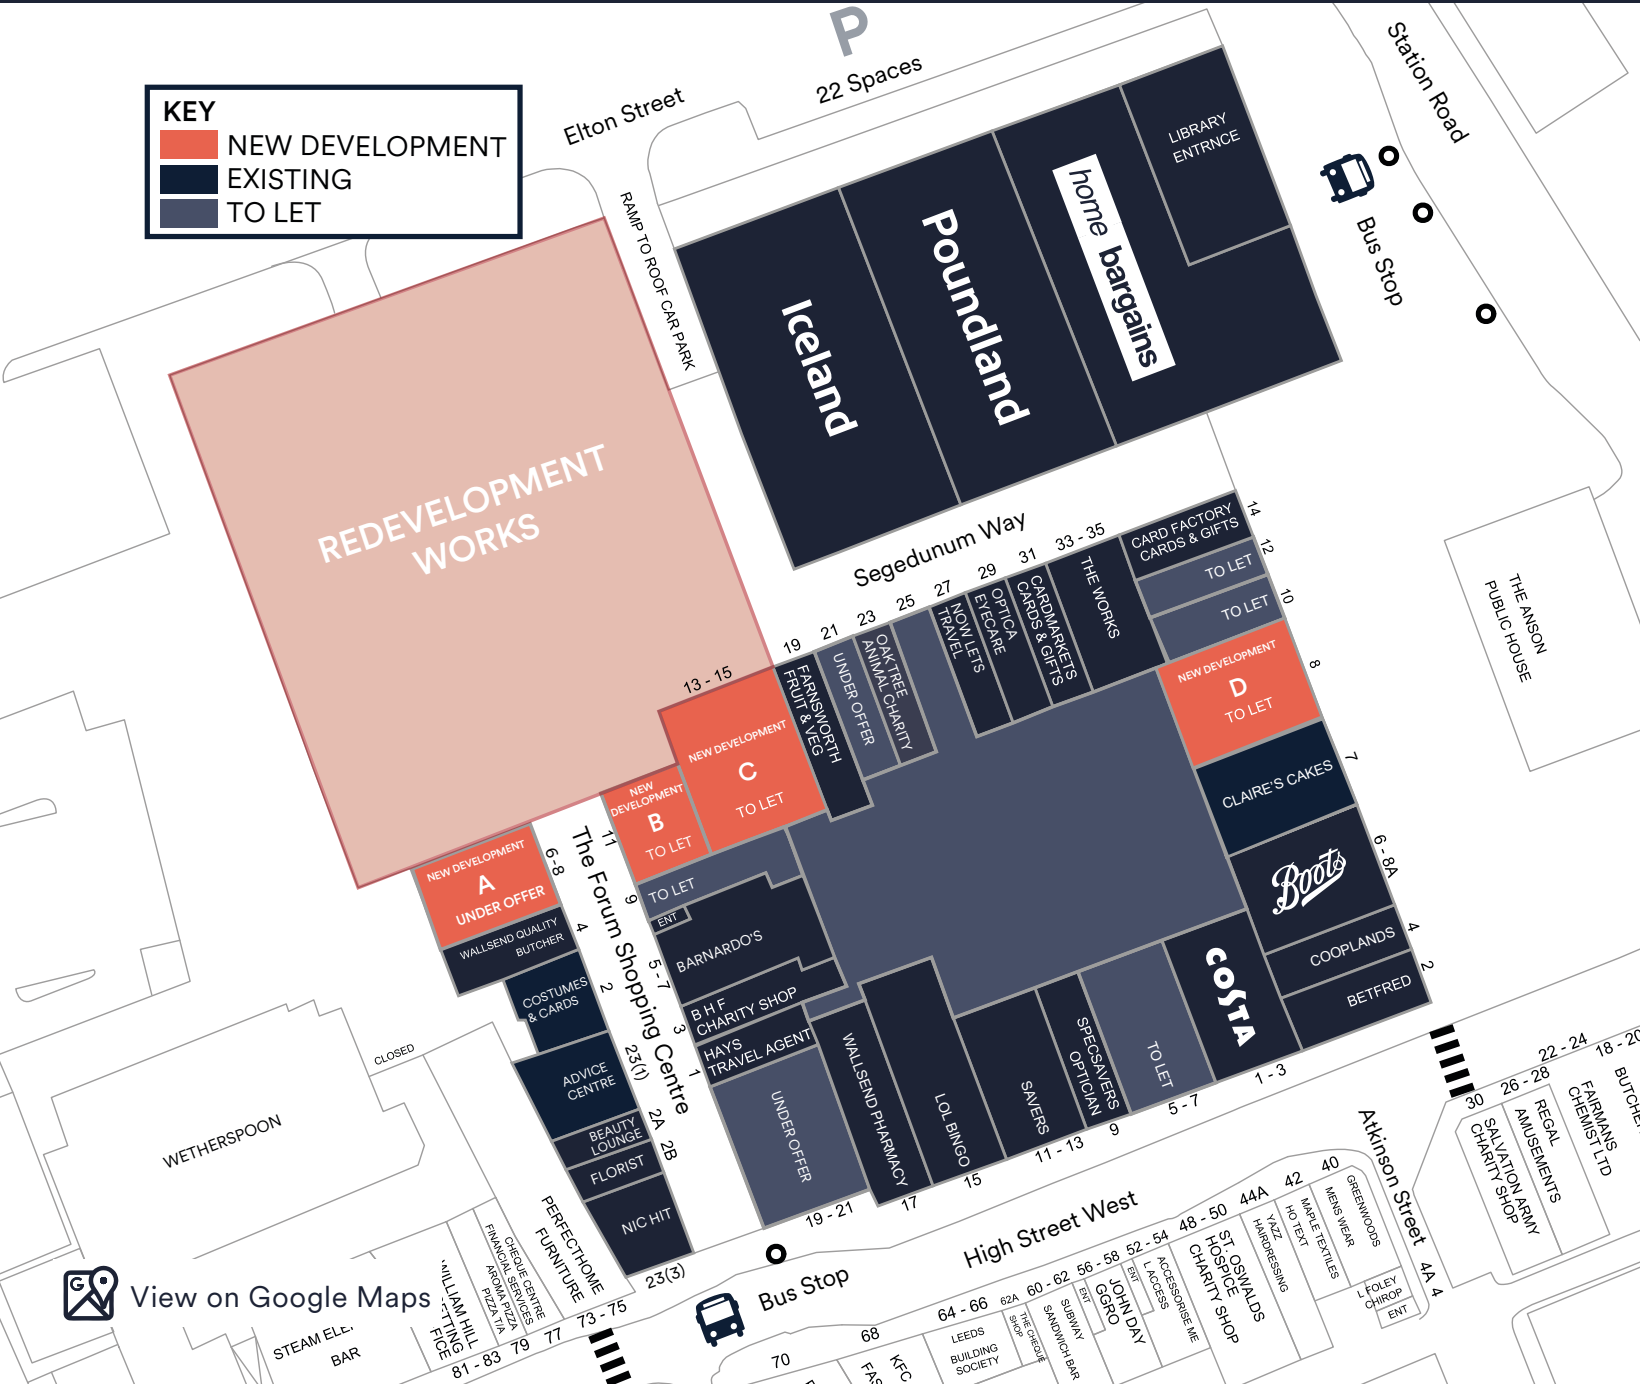 P
22 Spaces
Elton Street
Station Road
KEY
NEW DEVELOPMENT
EXISTING
TO LET
RAMP TO ROOF CAR PARK
Iceland
Poundland
home bargains
LIBRARY
ENTRNCE
Bus Stop
REDEVELOPMENT
WORKS
Segedunum Way
THE ANSON
PUBLIC HOUSE
13 - 15
19
21
23
25
27
29
31
33 - 35
14
12
10
8
7
6 - 8A
4
2
FARNSWORTH
FRUIT & VEG
UNDER OFFER
OAKTREE
ANIMAL CHARITY
NOW LETS
TRAVEL
OPTICA
EYECARE
CARDMARKETS
CARDS & GIFTS
THE WORKS
CARD FACTORY
CARDS & GIFTS
TO LET
TO LET
NEW DEVELOPMENT
D
TO LET
CLAIRE'S CAKES
Boots
COOPLANDS
BETFRED
NEW DEVELOPMENT
C
TO LET
NEW
DEVELOPMENT
B
TO LET
NEW DEVELOPMENT
A
UNDER OFFER
The Forum Shopping Centre
11
9
5 - 7
3
1
TO LET
ENT
BARNARDO'S
B H F
CHARITY SHOP
HAYS
TRAVEL AGENT
UNDER OFFER
WALLSEND PHARMACY
LOL BINGO
SAVERS
SPECSAVERS
OPTICIAN
TO LET
COSTA
6-8
4
2
23(1)
2A
2B
WALLSEND QUALITY
BUTCHER
COSTUMES
& CARDS
ADVICE
CENTRE
BEAUTY
LOUNGE
FLORIST
NIC HIT
23(3)
19 - 21
17
15
11 - 13
9
5 - 7
1 - 3
High Street West
Bus Stop
Atkinson Street
CLOSED
WETHERSPOON
PERFECTHOME
FURNITURE
CHEQUE CENTRE
FINANCIAL SERVICES
AROMA PIZZA
PIZZA T/A
WILLIAM HILL
STEAM
BAR
81 - 83
79
77
73 - 75
View on Google Maps
70
68
64 - 66
62A
60 - 62
56 - 58
52 - 54
48 - 50
44A
42
40
KFC
LEEDS
BUILDING
SOCIETY
THE CHEQUE
SHOP
SUBWAY
SANDWICH BAR
ENT
JOHN DAY
GGRO
ENT
ACCESSORISE ME
L ACCESS
ST. OSWALDS
HOSPICE
CHARITY SHOP
YAZZ
HAIRDRESSING
HO TEXT
MAPLE TEXTILES
MENS WEAR
GREENWOODS
L FOLEY
CHIROP
ENT
4A 4
30
26 - 28
22 - 24
18 - 20
SALVATION ARMY
CHARITY SHOP
REGAL
AMUSEMENTS
FAIRMANS
CHEMIST LTD